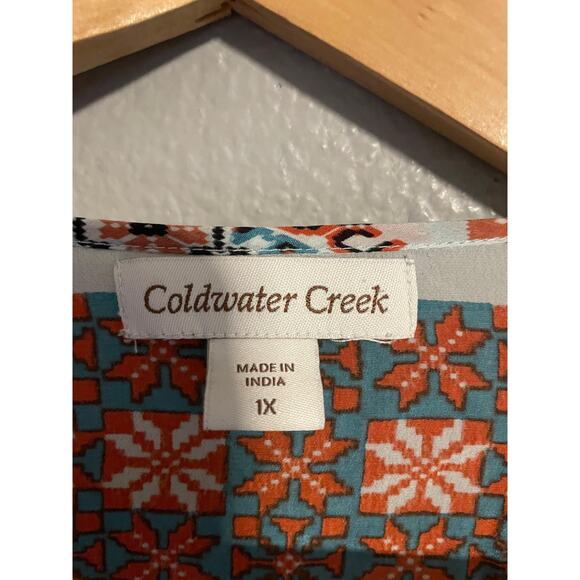 Coldwater Creek
MADE IN
INDIA
1X